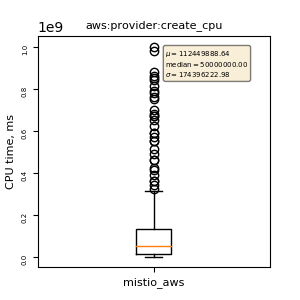 aws:provider:create_cpu
1e9
μ = 112449888.64
median = 50000000.00
σ = 174396222.98
1.0
0.8
0.6
0.4
0.2
0.0
CPU time, ms
mistio_aws